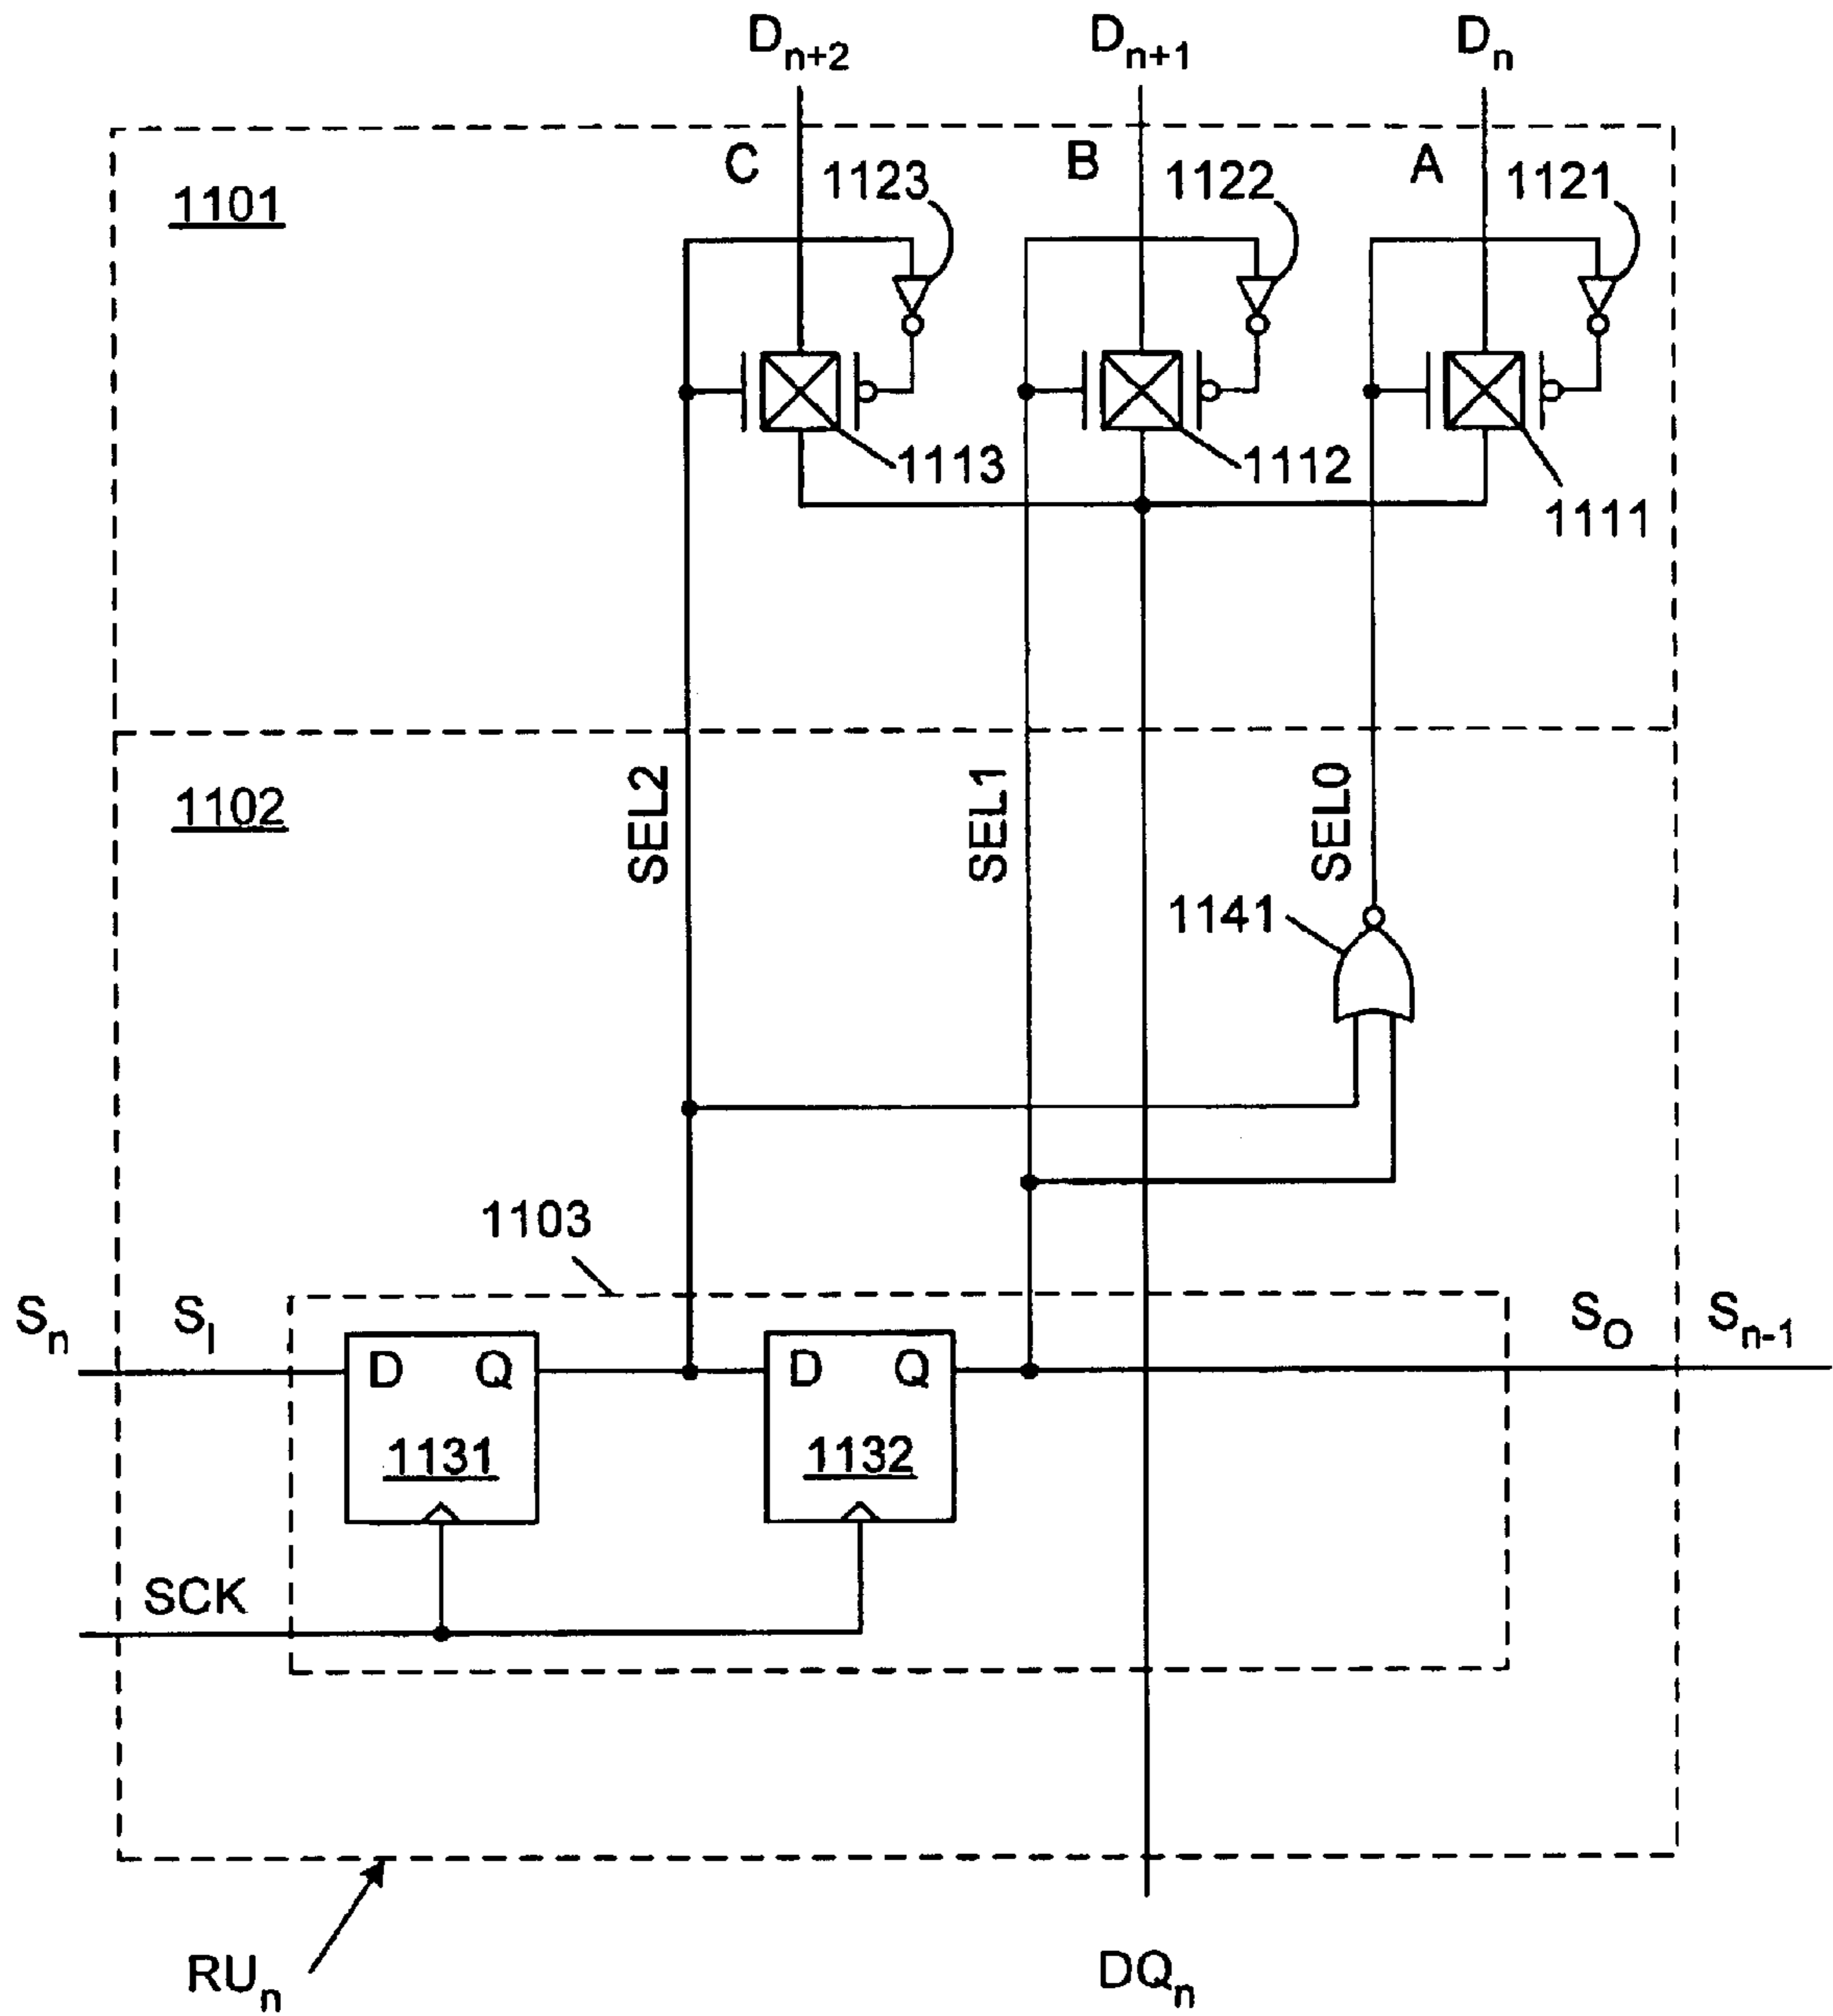 Dn+2 Dn+1 Dn
C 1123 B 1122 A 1121
1101
1113 1112 1111
SEL2 SEL1 SEL0
1102
1141
1103
Sn SI SO Sn-1
D Q D Q
1131 1132
SCK
RUn DQn